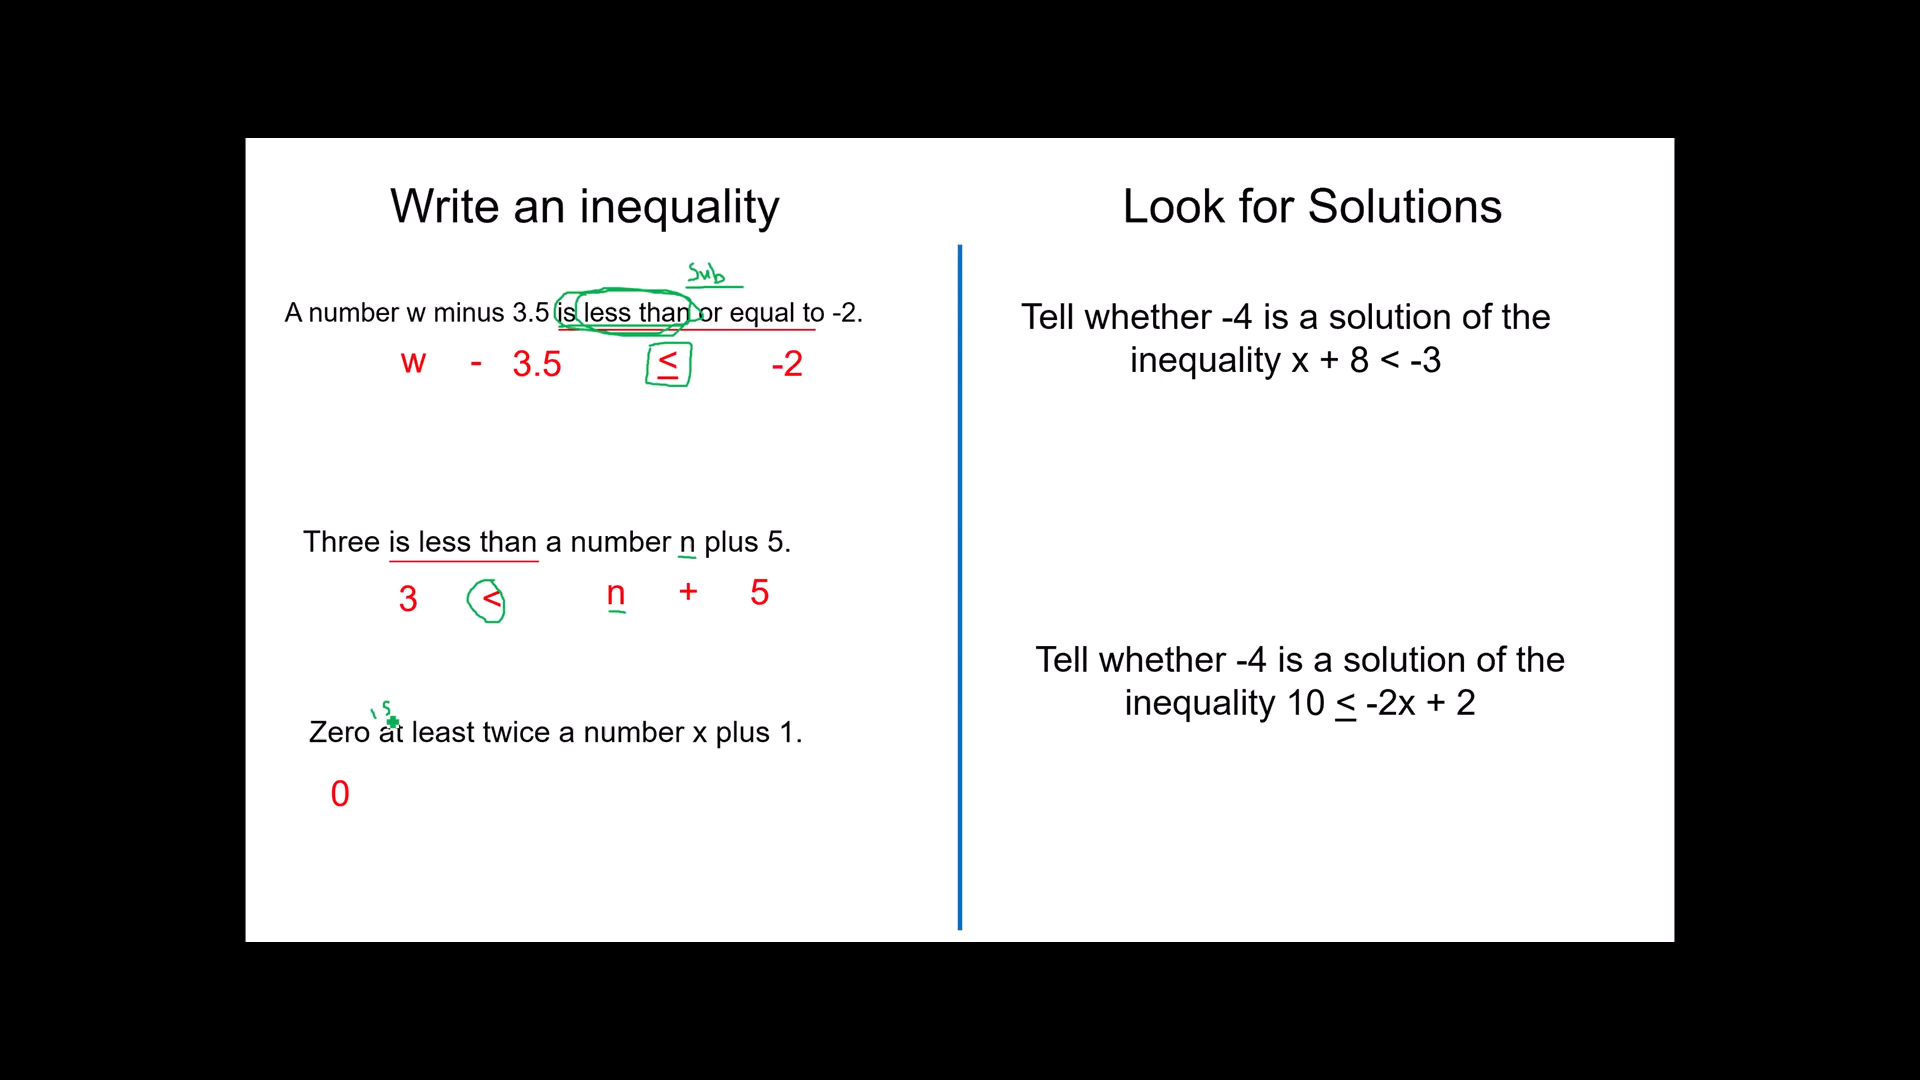 Write an inequality
sub
A number w minus 3.5 is less than or equal to -2.
w - 3.5 ≤ -2
Three is less than a number n plus 5.
3 < n + 5
is
Zero at least twice a number x plus 1.
0
Look for Solutions
Tell whether -4 is a solution of the
inequality x + 8 < -3
Tell whether -4 is a solution of the
inequality 10 ≤ -2x + 2